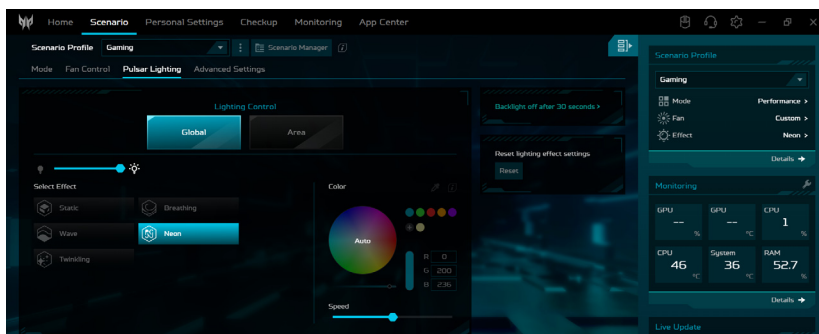 Home Scenario Personal Settings Checkup Monitoring App Center
Scenario Profile Gaming Scenario Manager
Mode Fan Control Pulsar Lighting Advanced Settings
Lighting Control
Global Area
Select Effect
Static Breathing
Wave Neon
Twinkling
Color
Auto
R 0
G 200
B 236
Speed
Backlight off after 30 seconds >
Reset lighting effect settings
Reset
Scenario Profile
Gaming
Mode Performance >
Fan Custom >
Effect Neon >
Details
Monitoring
GPU GPU CPU
-- -- 1
% °C %
CPU System RAM
46 36 52.7
°C °C %
Details
Live Update